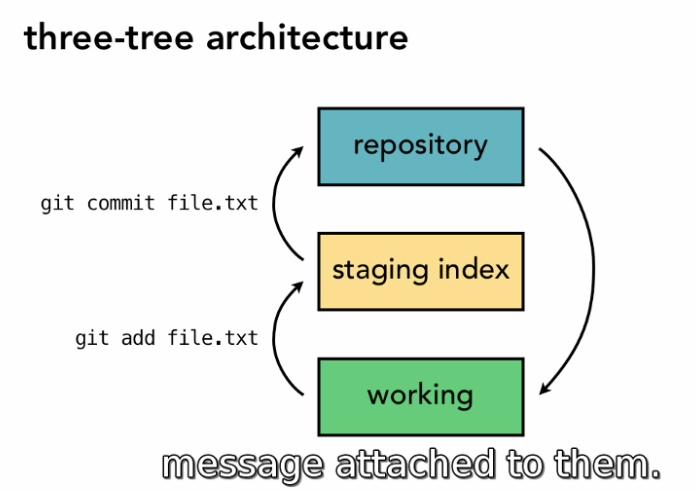 three-tree architecture
repository
git commit file.txt
staging index
git add file.txt
working
message attached to them.